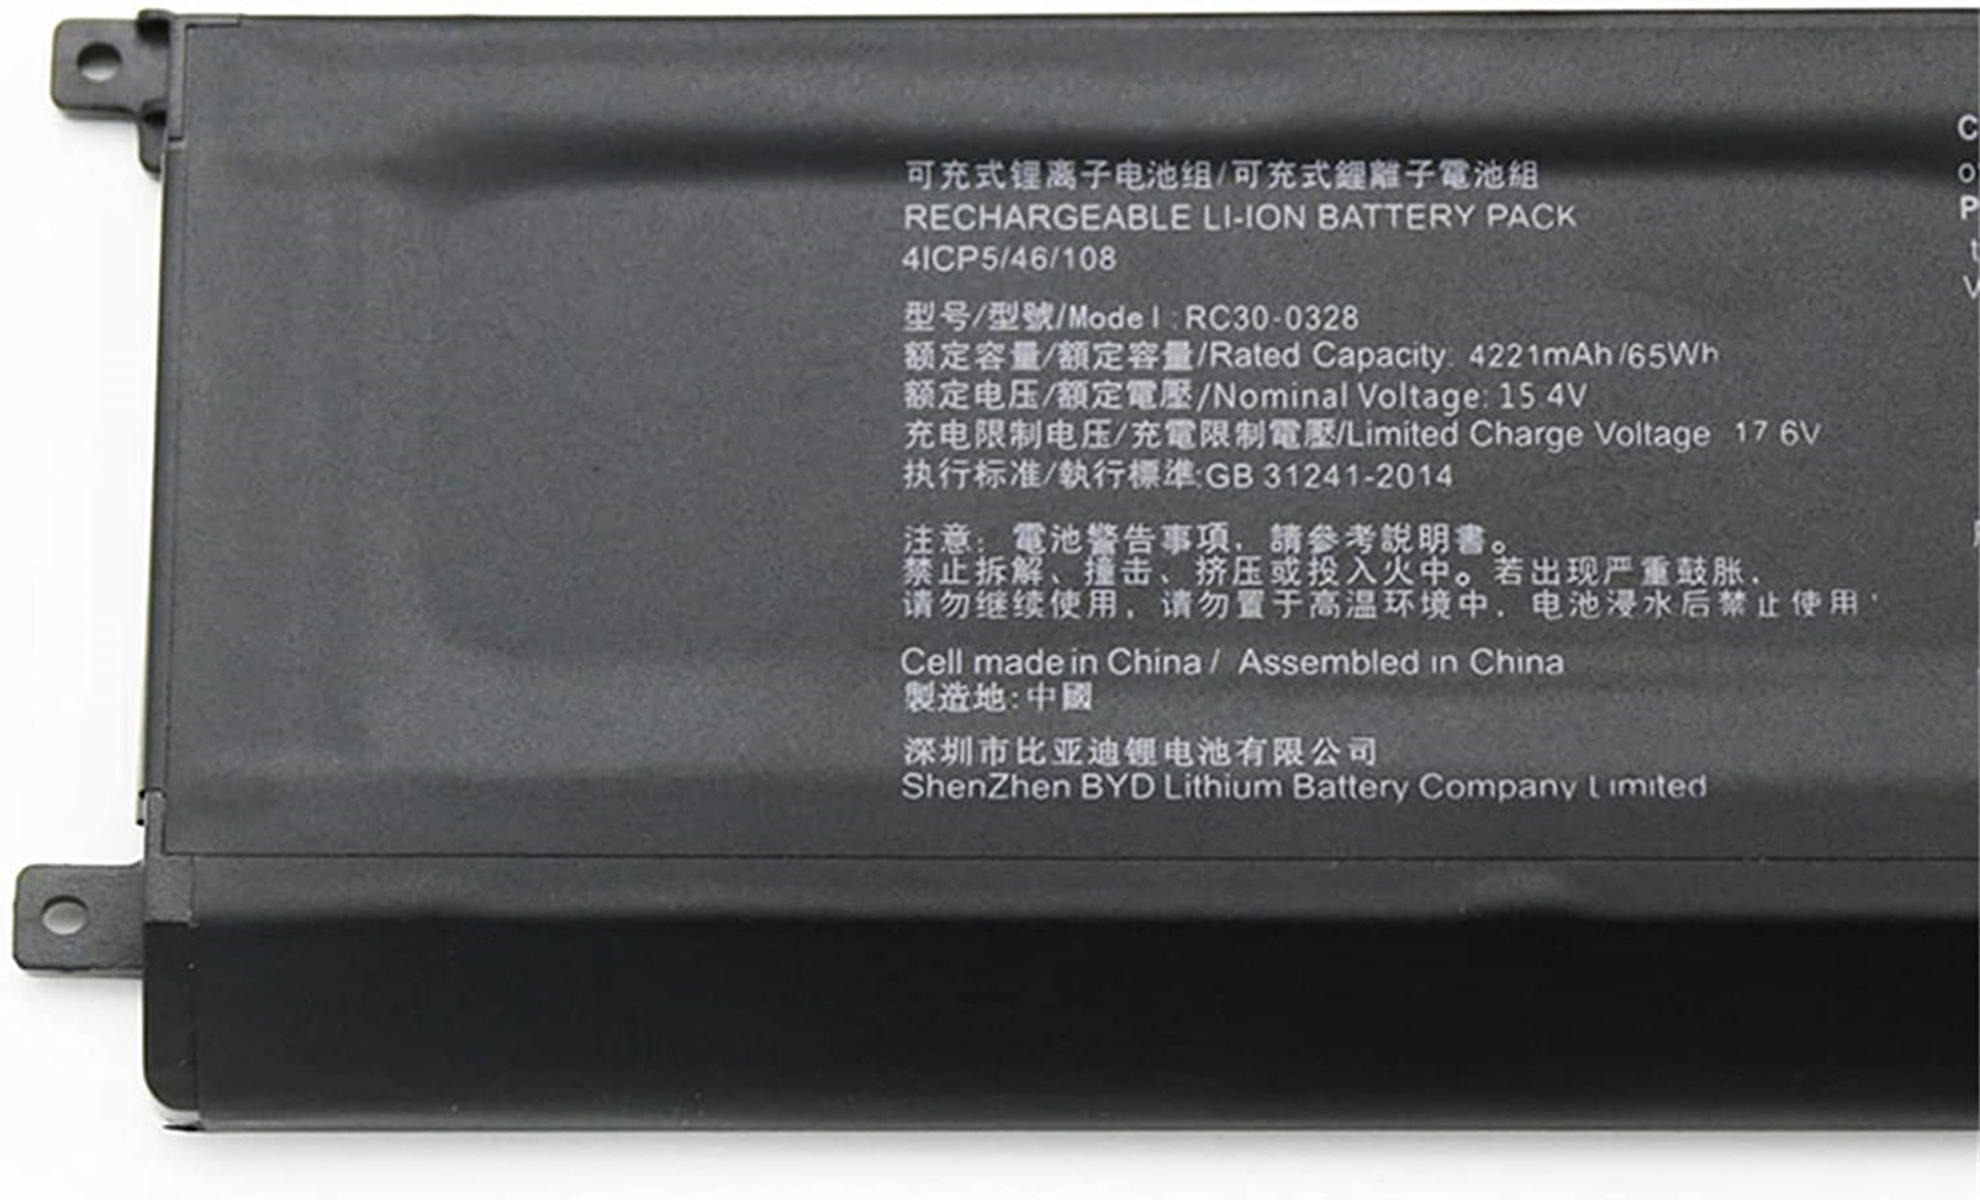 可充式锂离子电池组/可充式鋰離子電池組
RECHARGEABLE LI-ION BATTERY PACK
4ICP5/46/108
型号/型號/Model:RC30-0328
额定容量/額定容量/Rated Capacity: 4221mAh/65Wh
额定电压/額定電壓/Nominal Voltage: 15.4V
充电限制电压/充電限制電壓/Limited Charge Voltage 17.6V
执行标准/執行標準:GB 31241-2014
注意：電池警告事項，請參考說明書。
禁止拆解、撞击、挤压或投入火中。若出现严重鼓胀，
请勿继续使用，请勿置于高温环境中，电池浸水后禁止使用
Cell made in China / Assembled in China
製造地:中國
深圳市比亚迪锂电池有限公司
ShenZhen BYD Lithium Battery Company Limited